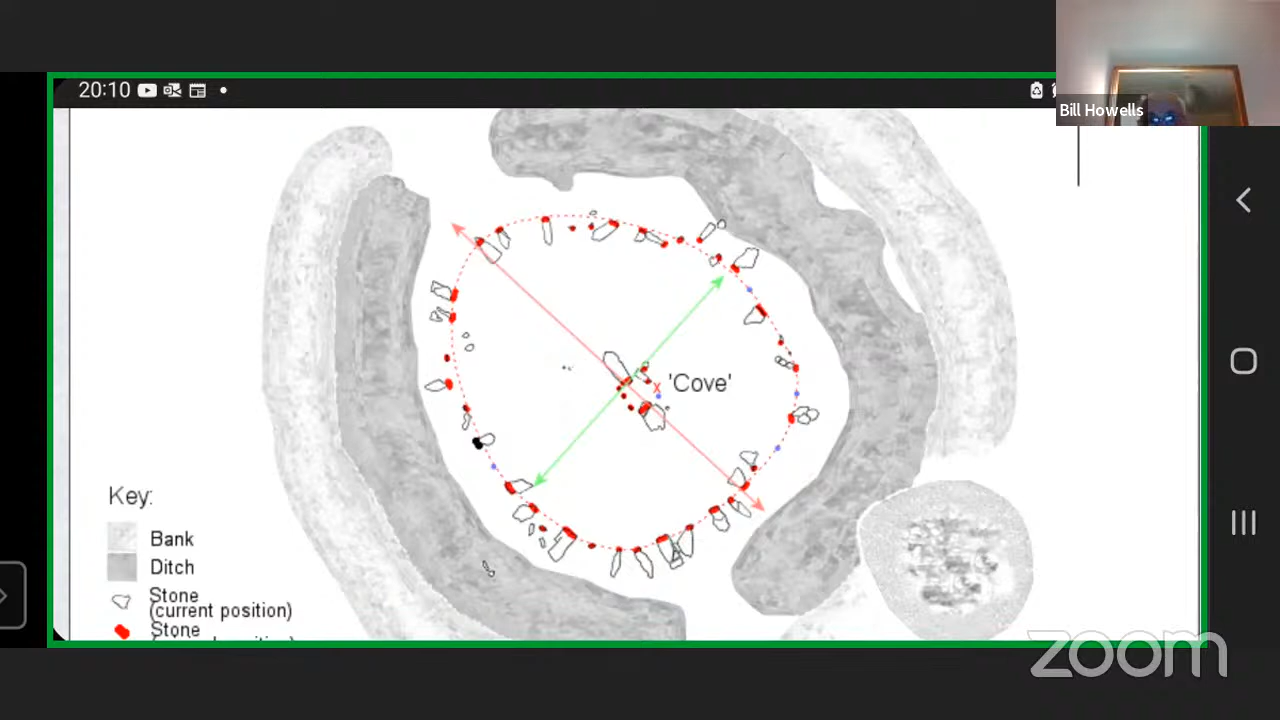 20:10
Bill Howells
'Cove'
Key:
Bank
Ditch
Stone
(current position)
Stone
zoom